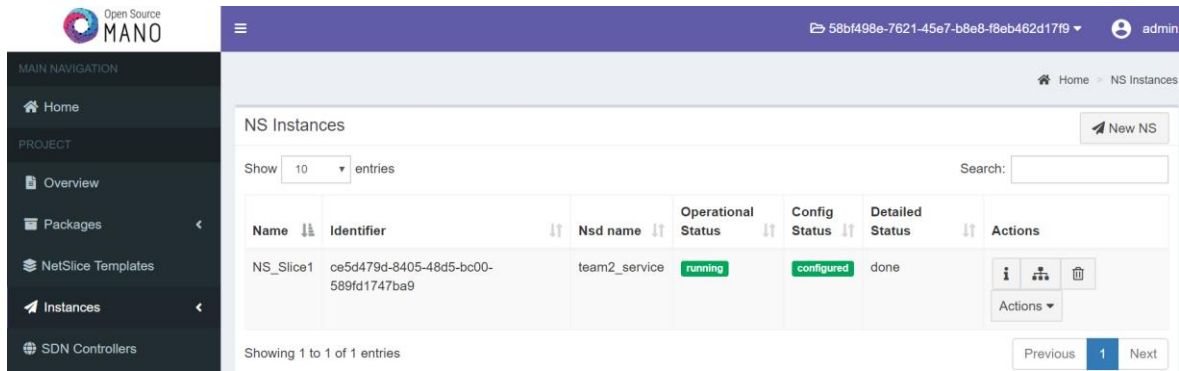 Open Source
MANO
58bf498e-7621-45e7-b8e8-f8eb462d17f9
admin
MAIN NAVIGATION
Home > NS Instances
Home
NS Instances
New NS
PROJECT
Show 10 entries
Search:
Overview
Packages
Name Identifier Nsd name Operational Status Config Status Detailed Status Actions
NetSlice Templates
NS_Slice1 ce5d479d-8405-48d5-bc00-589fd1747ba9 team2_service running configured done
i
Instances
Actions
SDN Controllers
Showing 1 to 1 of 1 entries
Previous 1 Next